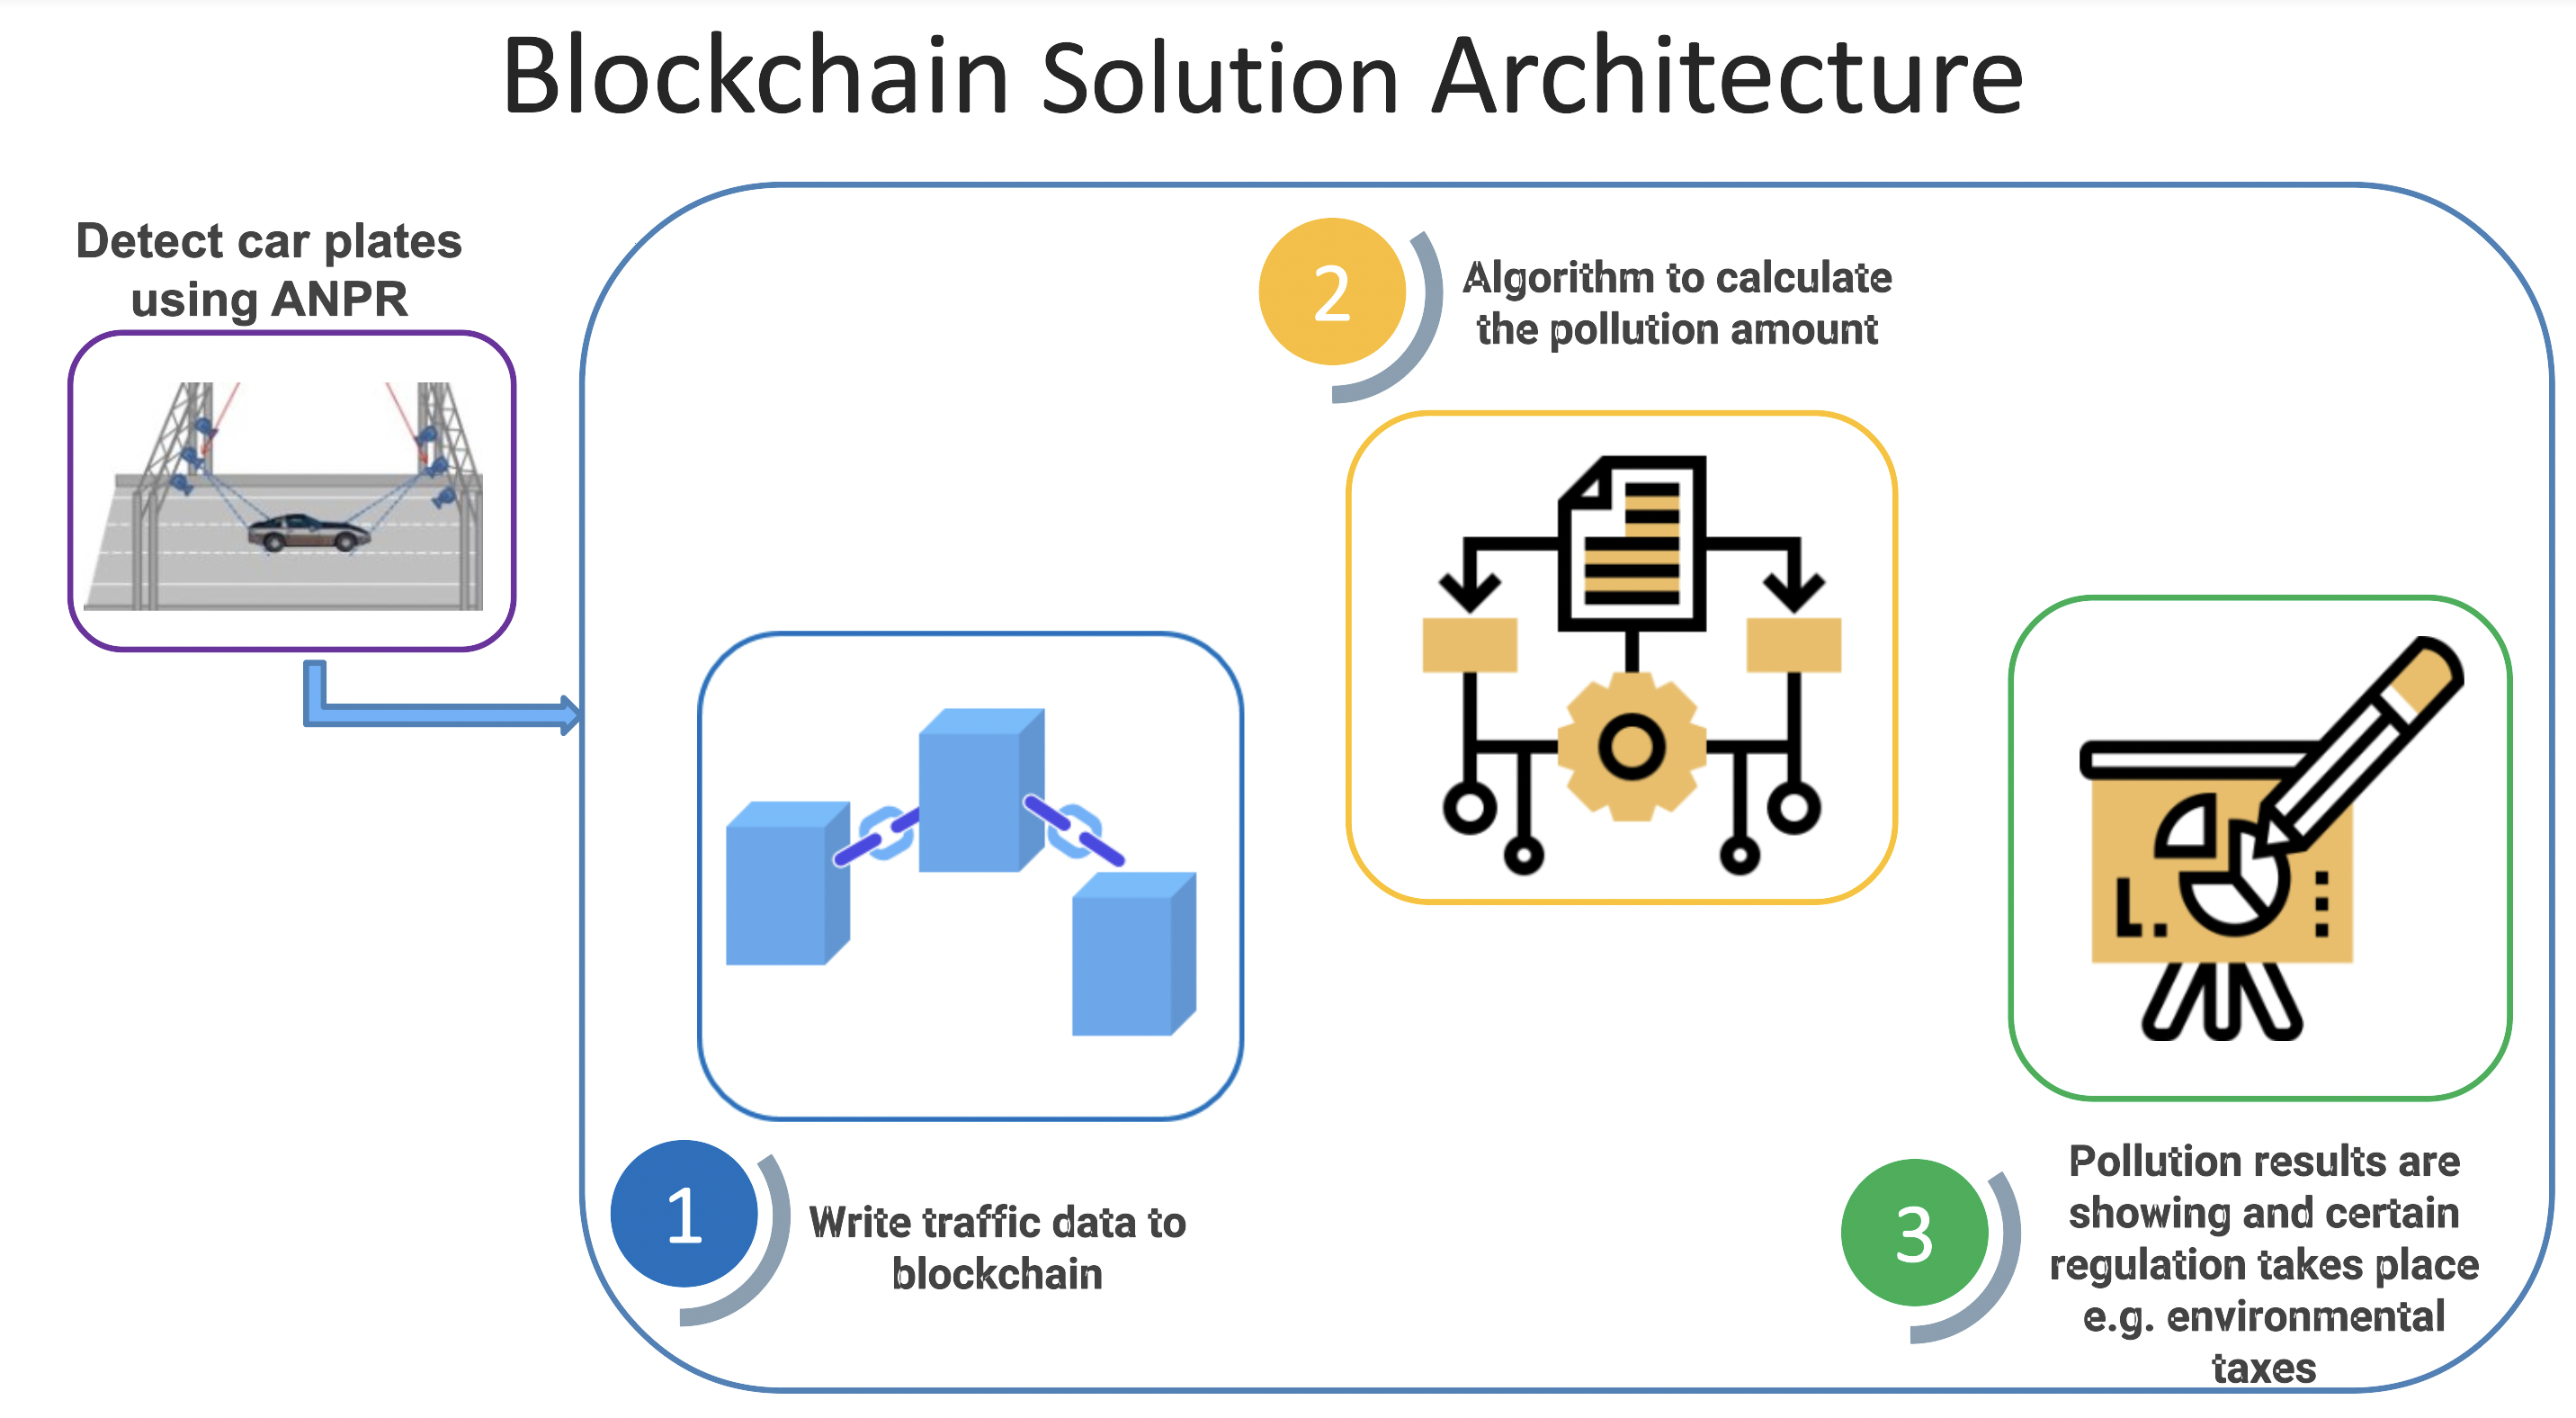 Blockchain Solution Architecture
Detect car plates
using ANPR
2
Algorithm to calculate
the pollution amount
1
Write traffic data to
blockchain
3
Pollution results are
showing and certain
regulation takes place
e.g. environmental
taxes